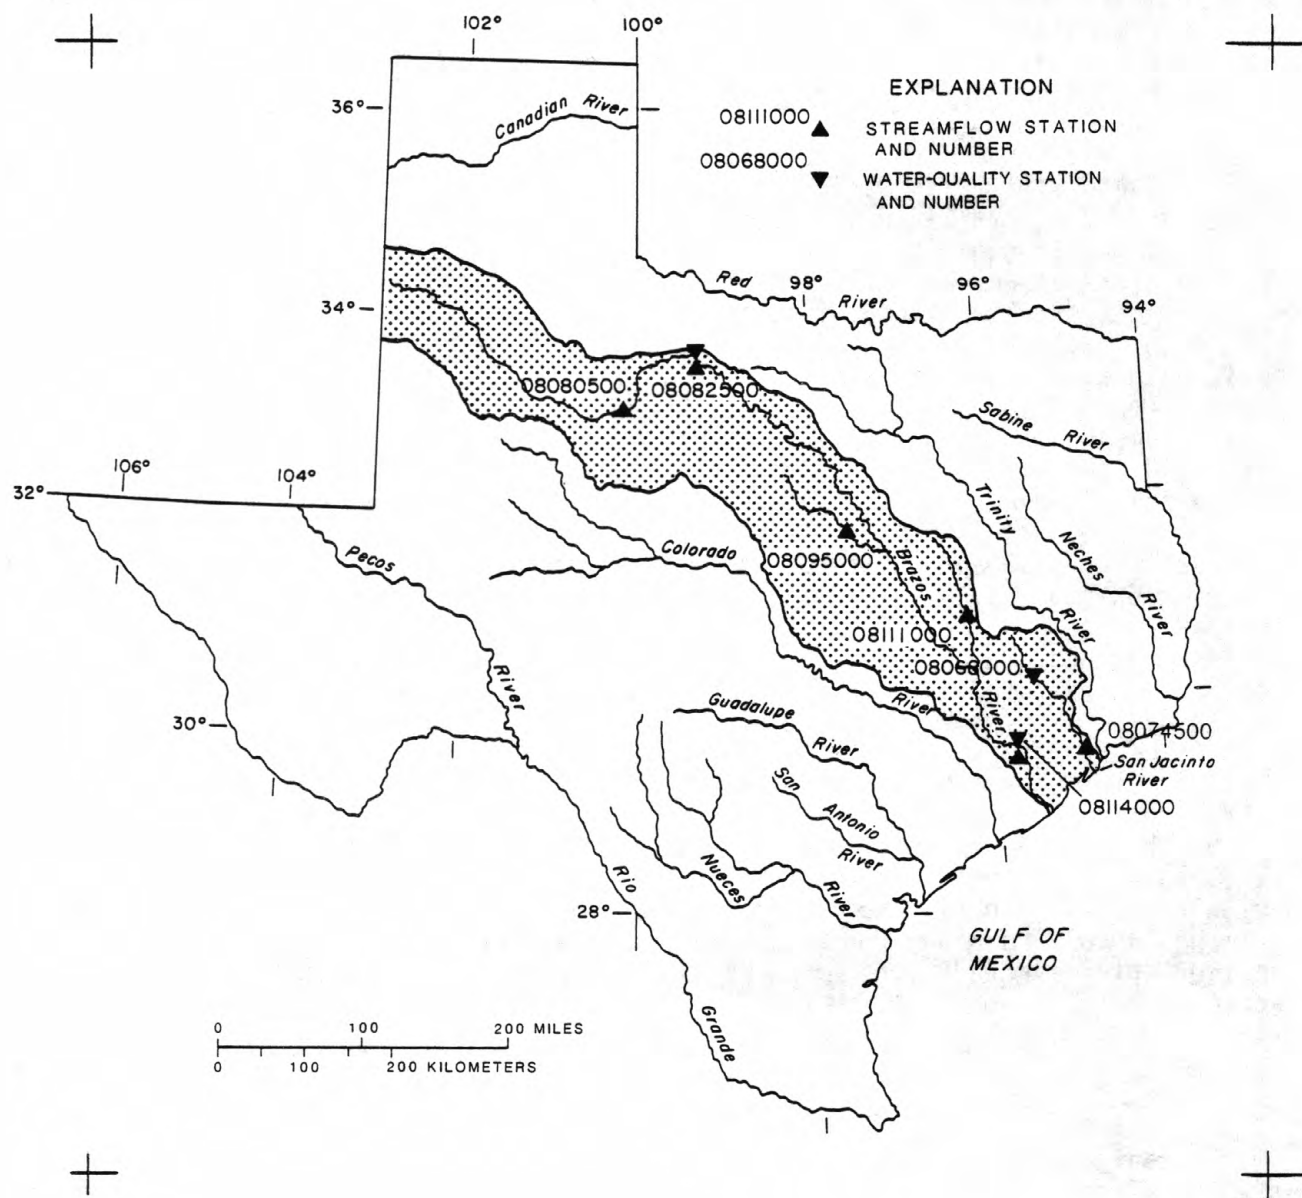 102°
100°
EXPLANATION
36°
Canadian River
08111000
STREAMFLOW STATION
AND NUMBER
08068000
WATER-QUALITY STATION
AND NUMBER
Red
River
98°
96°
94°
34°
08080500
08082500
Sabine River
106°
104°
32°
Trinity
River
Neches
River
Pecos
River
Colorado
River
08095000
Brazos
River
08111000
08068000
Guadalupe
River
30°
08074500
San Jacinto
River
08114000
San
Antonio
River
Nueces
River
Rio
Grande
28°
GULF OF
MEXICO
0 100 200 MILES
0 100 200 KILOMETERS